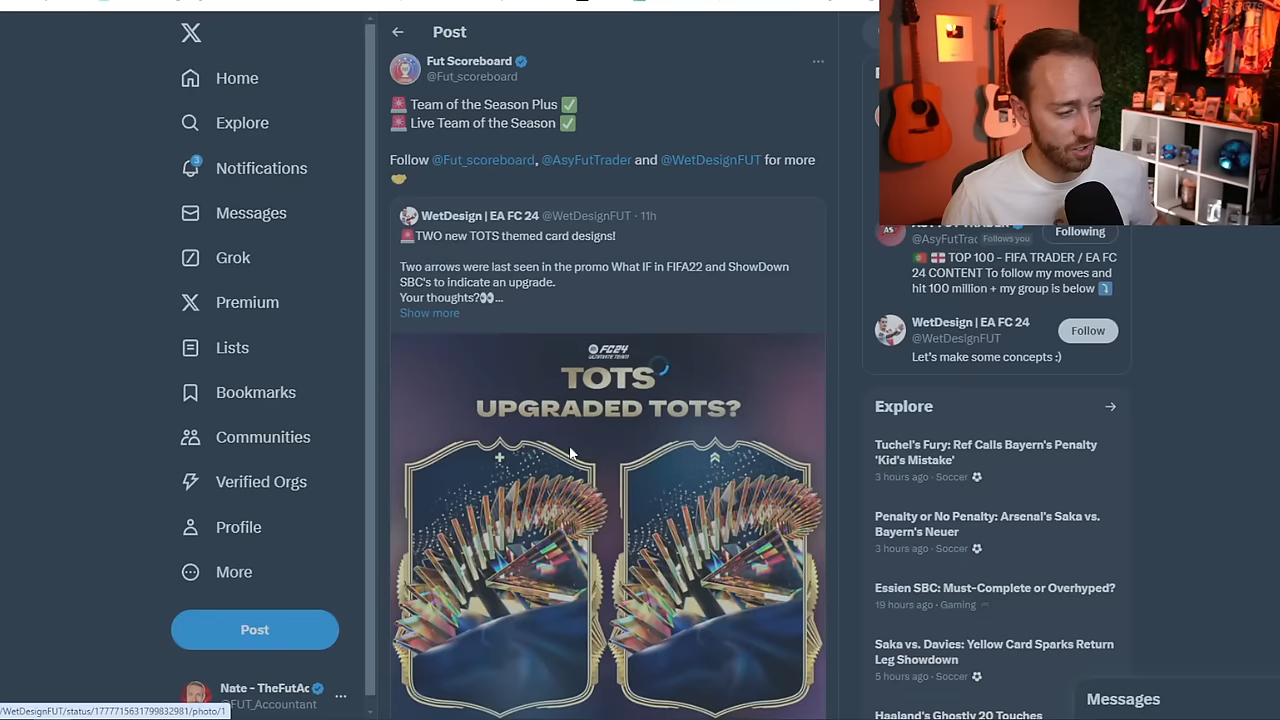 Post
Home
Explore
3
Notifications
Messages
Grok
Premium
Lists
Bookmarks
Communities
Verified Orgs
Profile
More
Post
Nate - TheFutAc
@FUT_Accountant
/WetDesignFUT/status/1777715631799832981/photo/1
Fut Scoreboard
@Fut_scoreboard
🚨 Team of the Season Plus ✅
🚨 Live Team of the Season ✅
Follow @Fut_scoreboard, @AsyFutTrader and @WetDesignFUT for more
🤝
WetDesign | EA FC 24 @WetDesignFUT · 11h
🚨TWO new TOTS themed card designs!
Two arrows were last seen in the promo What IF in FIFA22 and ShowDown
SBC's to indicate an upgrade.
Your thoughts?👀...
Show more
FC24
ULTIMATE TEAM
TOTS
UPGRADED TOTS?
@AsyFutTrac Follows you
Following
🇵🇹 🏴󠁧󠁢󠁥󠁮󠁧󠁿 TOP 100 - FIFA TRADER / EA FC
24 CONTENT To follow my moves and
hit 100 million + my group is below ⤵️
WetDesign | EA FC 24
@WetDesignFUT
Follow
Let's make some concepts :)
Explore
Tuchel's Fury: Ref Calls Bayern's Penalty
'Kid's Mistake'
3 hours ago · Soccer ⚽
Penalty or No Penalty: Arsenal's Saka vs.
Bayern's Neuer
3 hours ago · Soccer ⚽
Essien SBC: Must-Complete or Overhyped?
19 hours ago · Gaming
Saka vs. Davies: Yellow Card Sparks Return
Leg Showdown
5 hours ago · Soccer ⚽
Haaland's Ghostly 20 Touches
Messages